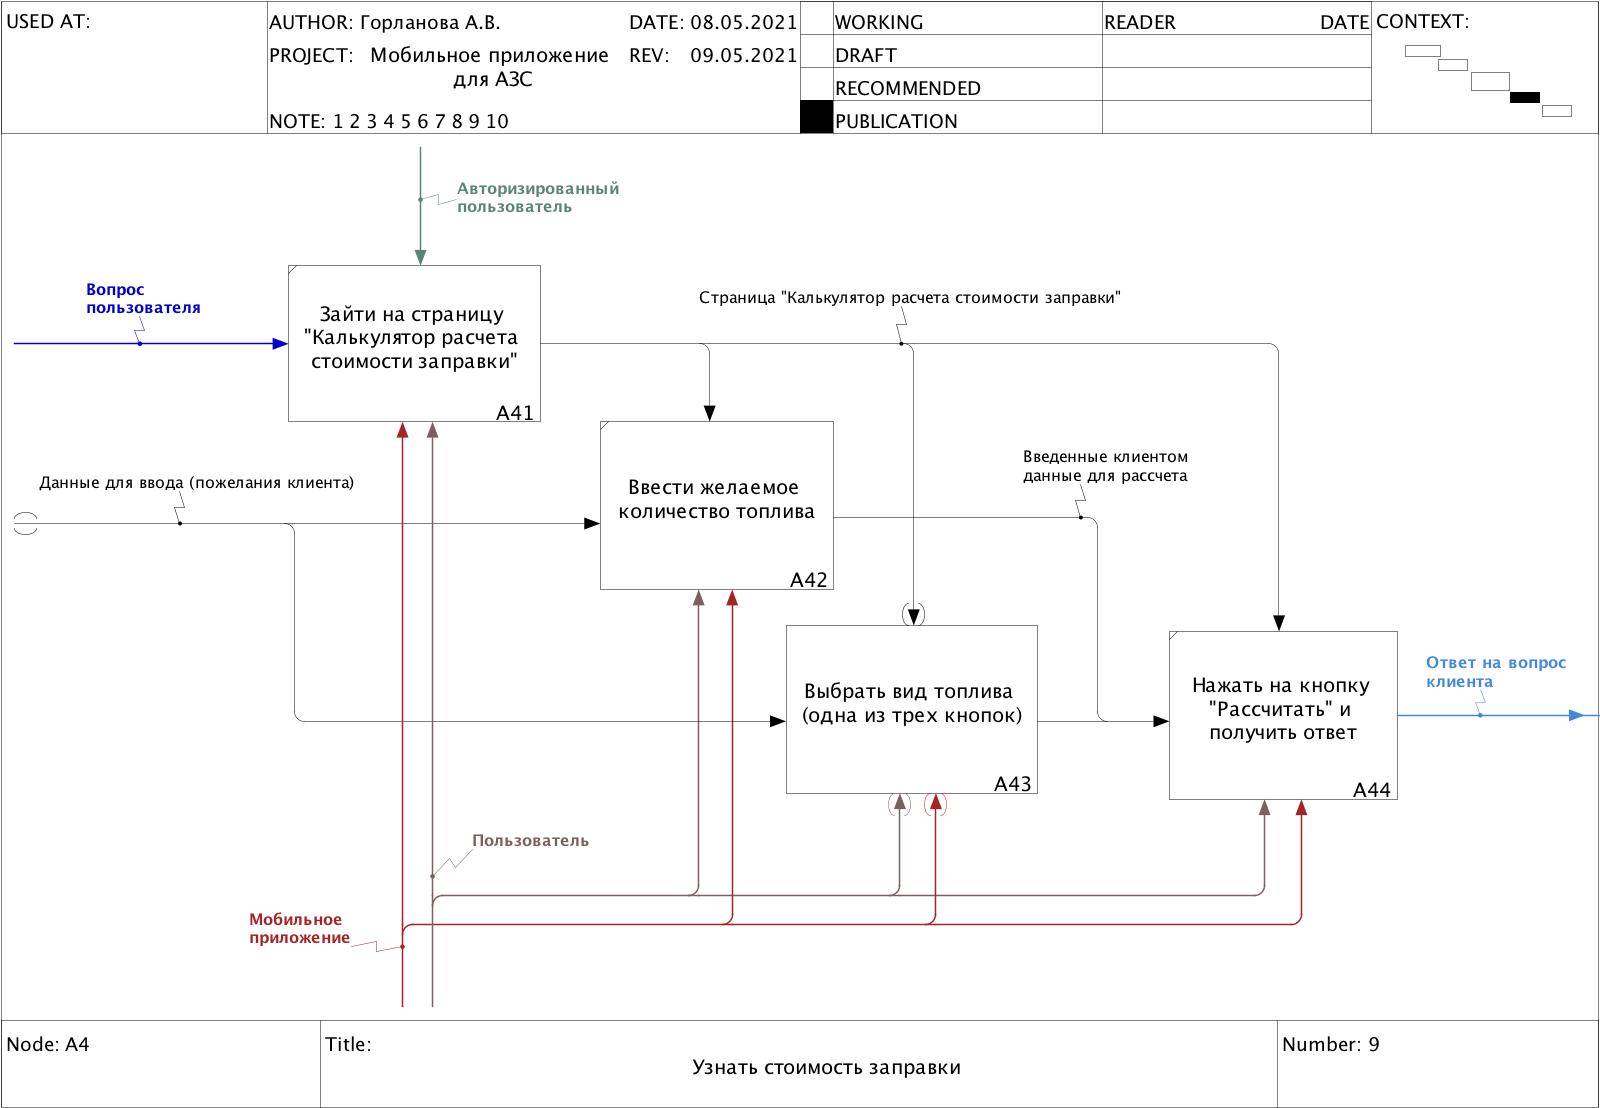 USED AT:
AUTHOR: Горланова А.В.
DATE: 08.05.2021
PROJECT: Мобильное приложение
для АЗС
REV: 09.05.2021
NOTE: 1 2 3 4 5 6 7 8 9 10
WORKING
DRAFT
RECOMMENDED
PUBLICATION
READER
DATE
CONTEXT:
Авторизированный
пользователь
Вопрос
пользователя
Зайти на страницу
"Калькулятор расчета
стоимости заправки"
A41
Страница "Калькулятор расчета стоимости заправки"
Данные для ввода (пожелания клиента)
Ввести желаемое
количество топлива
A42
Введенные клиентом
данные для рассчета
Выбрать вид топлива
(одна из трех кнопок)
A43
Нажать на кнопку
"Рассчитать" и
получить ответ
A44
Ответ на вопрос
клиента
Пользователь
Мобильное
приложение
Node: A4
Title:
Узнать стоимость заправки
Number: 9